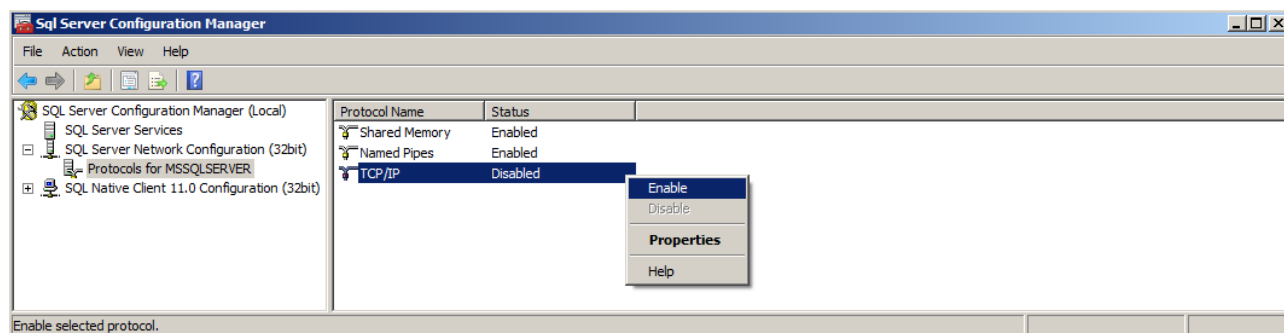 Sql Server Configuration Manager
File Action View Help
SQL Server Configuration Manager (Local)
SQL Server Services
SQL Server Network Configuration (32bit)
Protocols for MSSQLSERVER
SQL Native Client 11.0 Configuration (32bit)
Protocol Name Status
Shared Memory Enabled
Named Pipes Enabled
TCP/IP Disabled
Enable
Disable
Properties
Help
Enable selected protocol.